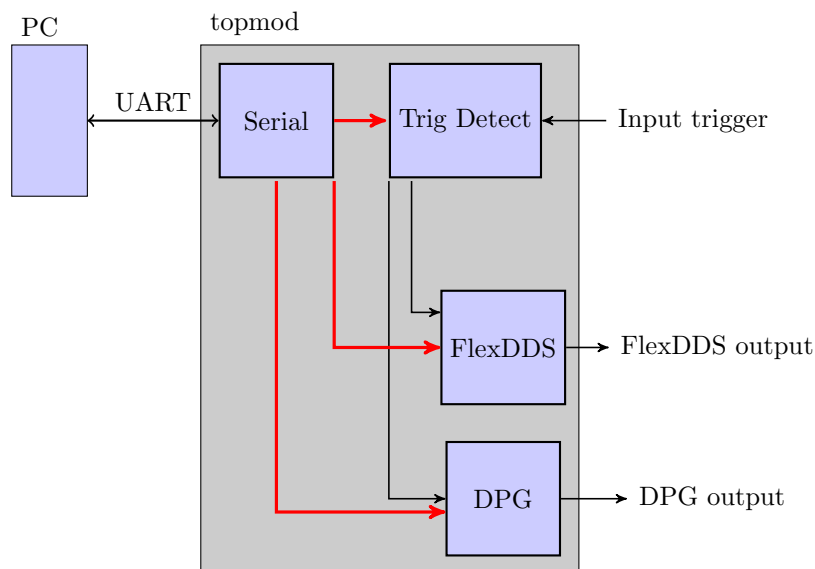 topmod
PC
UART
Serial
Trig Detect
Input trigger
FlexDDS
FlexDDS output
DPG
DPG output